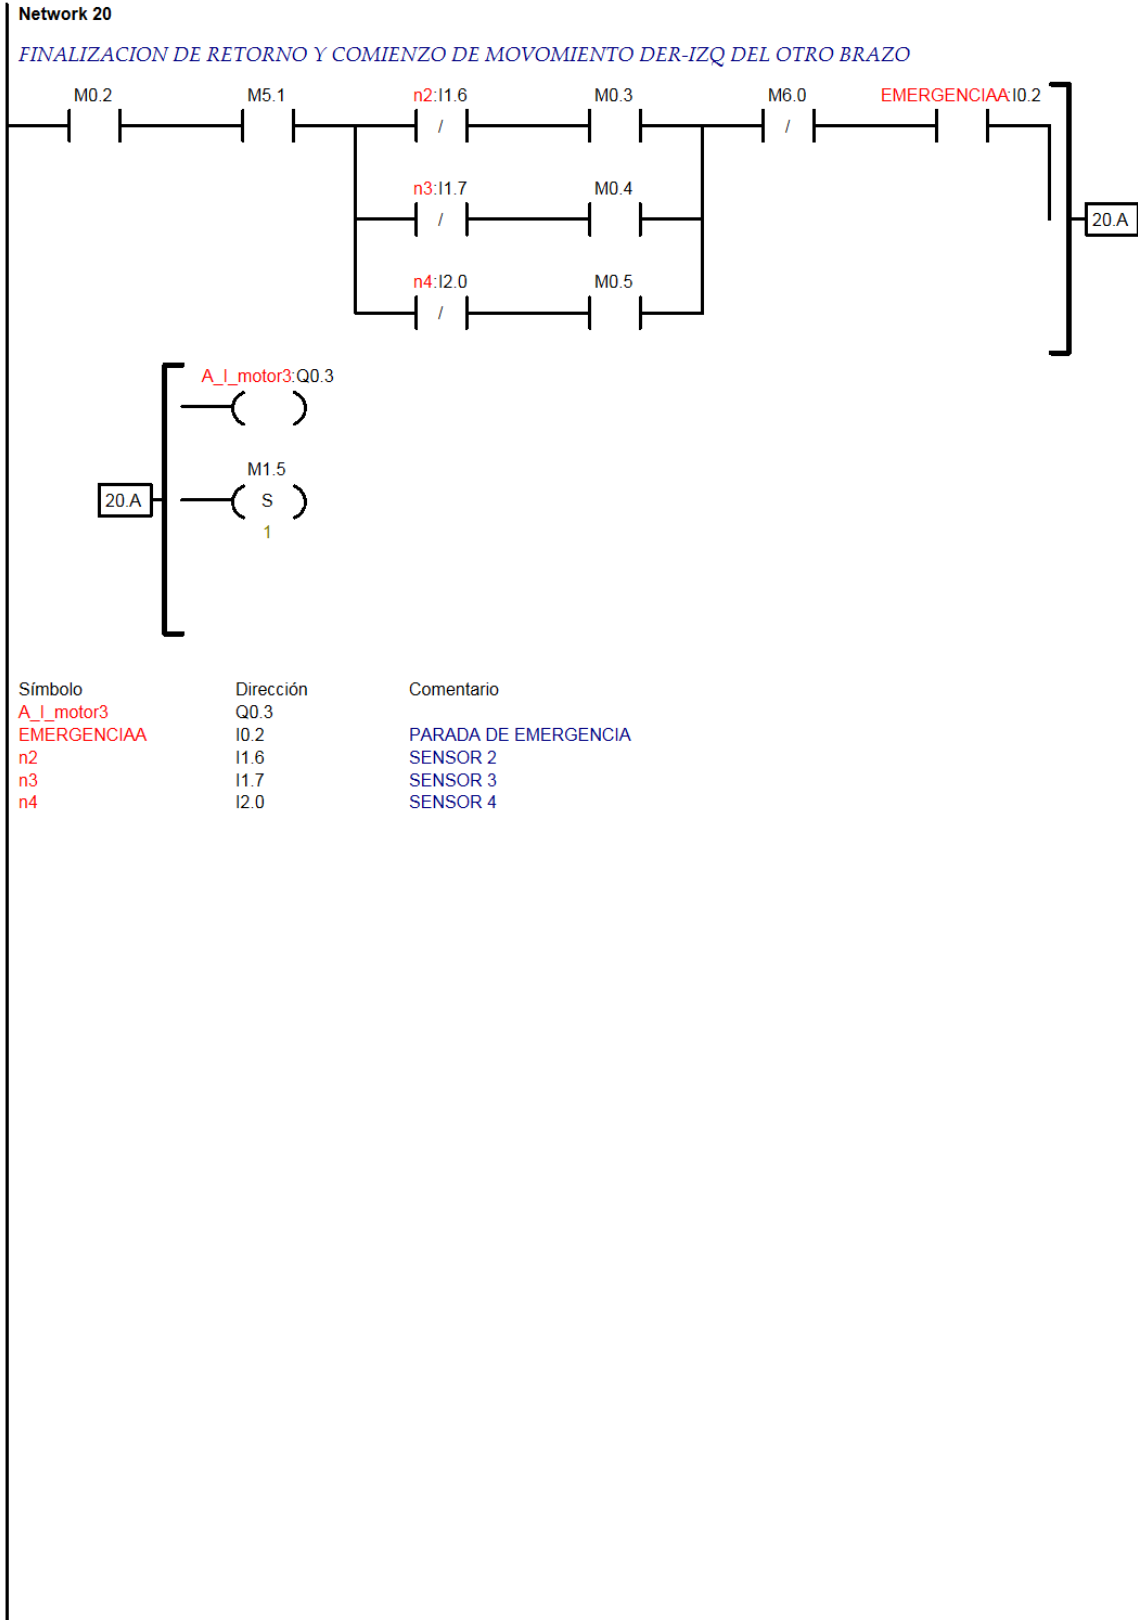 Network 20
FINALIZACION DE RETORNO Y COMIENZO DE MOVOMIENTO DER-IZQ DEL OTRO BRAZO
M0.2 M5.1 n2:I1.6 M0.3 M6.0 EMERGENCIAA:I0.2
/ /
n3:I1.7 M0.4
/ 20.A
n4:I2.0 M0.5
/
A_I_motor3:Q0.3
M1.5
20.A S
1
Símbolo Dirección Comentario
A_I_motor3 Q0.3
EMERGENCIAA I0.2 PARADA DE EMERGENCIA
n2 I1.6 SENSOR 2
n3 I1.7 SENSOR 3
n4 I2.0 SENSOR 4